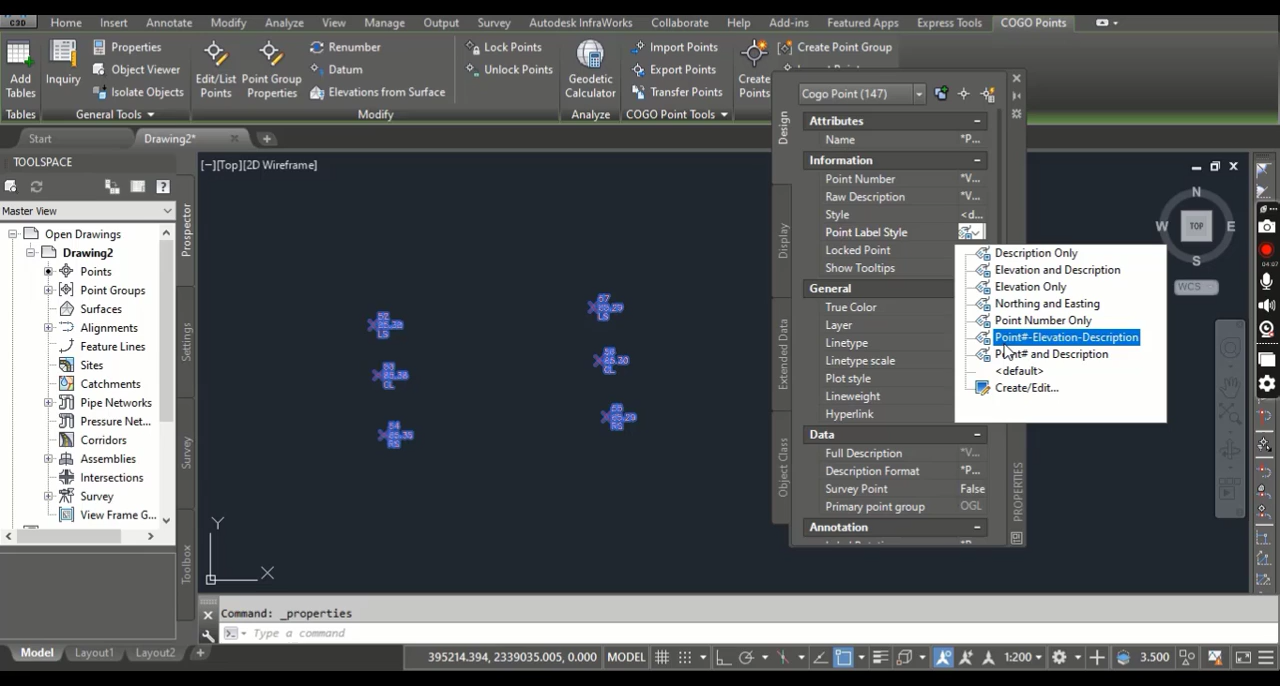 C3D
Home Insert Annotate Modify Analyze View Manage Output Survey Autodesk InfraWorks Collaborate Help Add-ins Featured Apps Express Tools COGO Points
Add Tables
Inquiry
Properties
Object Viewer
Isolate Objects
Edit/List Points
Point Group Properties
Renumber
Datum
Elevations from Surface
Lock Points
Unlock Points
Geodetic Calculator
Import Points
Export Points
Transfer Points
Create Points
Create Point Group
Tables General Tools Modify Analyze COGO Point Tools
Start Drawing2*
TOOLSPACE
Master View
Open Drawings
Drawing2
Points
Point Groups
Surfaces
Alignments
Feature Lines
Sites
Catchments
Pipe Networks
Pressure Net...
Corridors
Assemblies
Intersections
Survey
View Frame G...
Prospector
Settings
Survey
Toolbox
[−][Top][2D Wireframe]
LS
CL
RS
LS
CL
RS
Y
X
Cogo Point (147)
Design
Display
Extended Data
Object Class
Attributes
Name *P...
Information
Point Number *V...
Raw Description *V...
Style <d...
Point Label Style
Locked Point
Show Tooltips
General
True Color
Layer
Linetype
Linetype scale
Plot style
Lineweight
Hyperlink
Data
Full Description *V...
Description Format *P...
Survey Point False
Primary point group OGL
Annotation
PROPERTIES
Description Only
Elevation and Description
Elevation Only
Northing and Easting
Point Number Only
Point#-Elevation-Description
Point# and Description
<default>
Create/Edit...
N
W TOP E
S
WCS
04:07
Command: _properties
Type a command
Model Layout1 Layout2 +
395214.394, 2339035.005, 0.000 MODEL 1:200 3.500